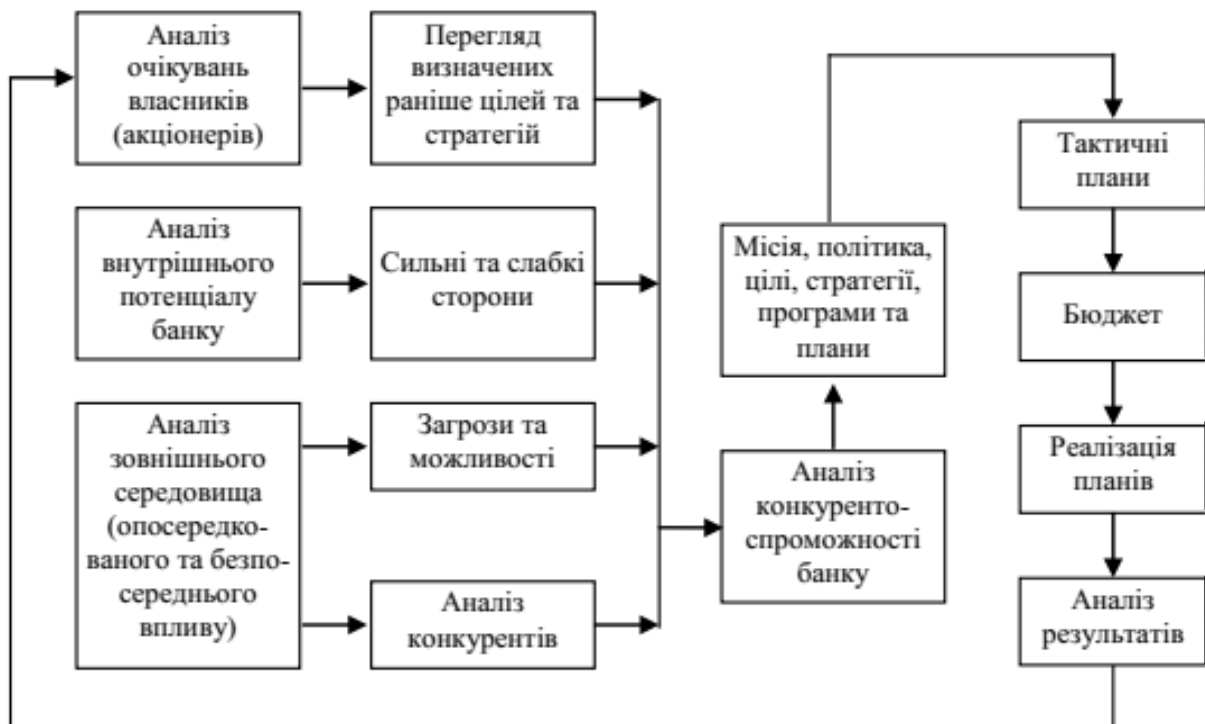 Аналіз
очікувань
власників
(акціонерів)
Перегляд
визначених
раніше цілей та
стратегій
Аналіз
внутрішнього
потенціалу
банку
Сильні та слабкі
сторони
Аналіз
зовнішнього
середовища
(опосередко-
ваного та безпо-
середнього
впливу)
Загрози та
можливості
Аналіз
конкурентів
Аналіз
конкуренто-
спроможності
банку
Місія, політика,
цілі, стратегії,
програми та
плани
Тактичні
плани
Бюджет
Реалізація
планів
Аналіз
результатів